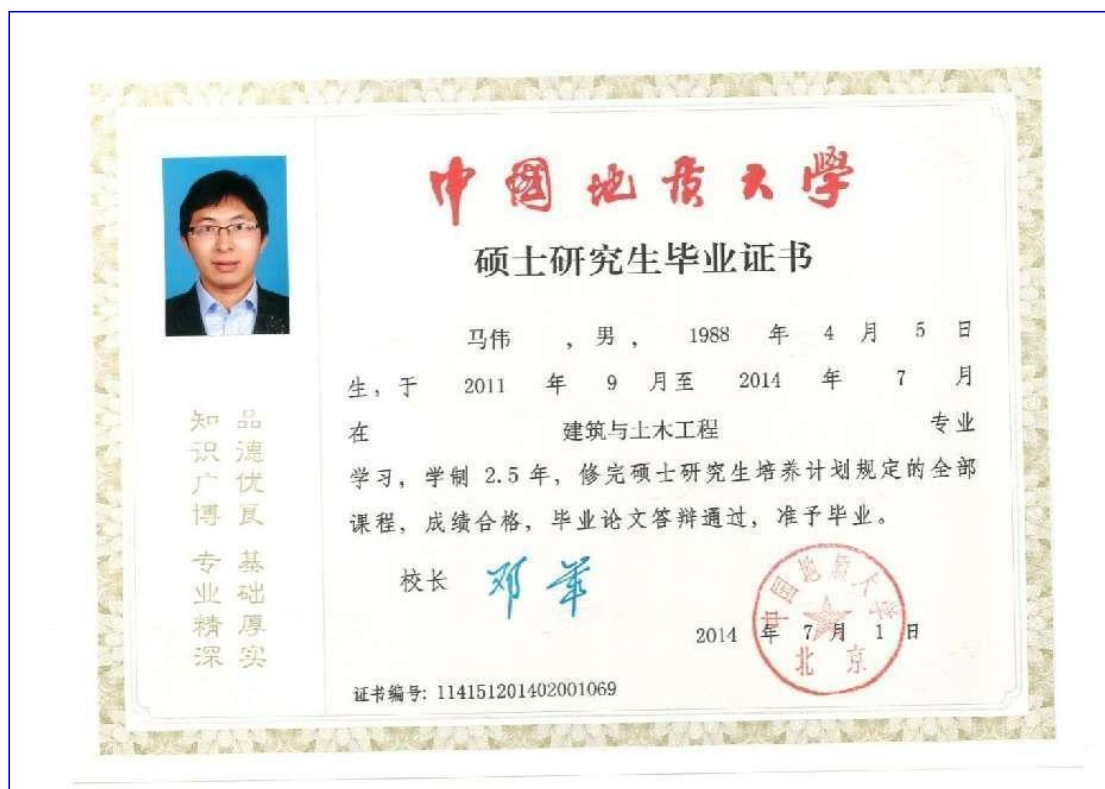 中國地质大學
硕士研究生毕业证书
马伟 ，男， 1988 年 4 月 5 日
生，于 2011 年 9 月至 2014 年 7 月
在 建筑与土木工程 专业
学习，学制 2.5 年，修完硕士研究生培养计划规定的全部
课程，成绩合格，毕业论文答辩通过，准予毕业。
校长 邓军
2014 年 7 月 1 日
中国地质大学
北京
证书编号: 114151201402001069
品德优良
知识广博
基础厚实
专业精深